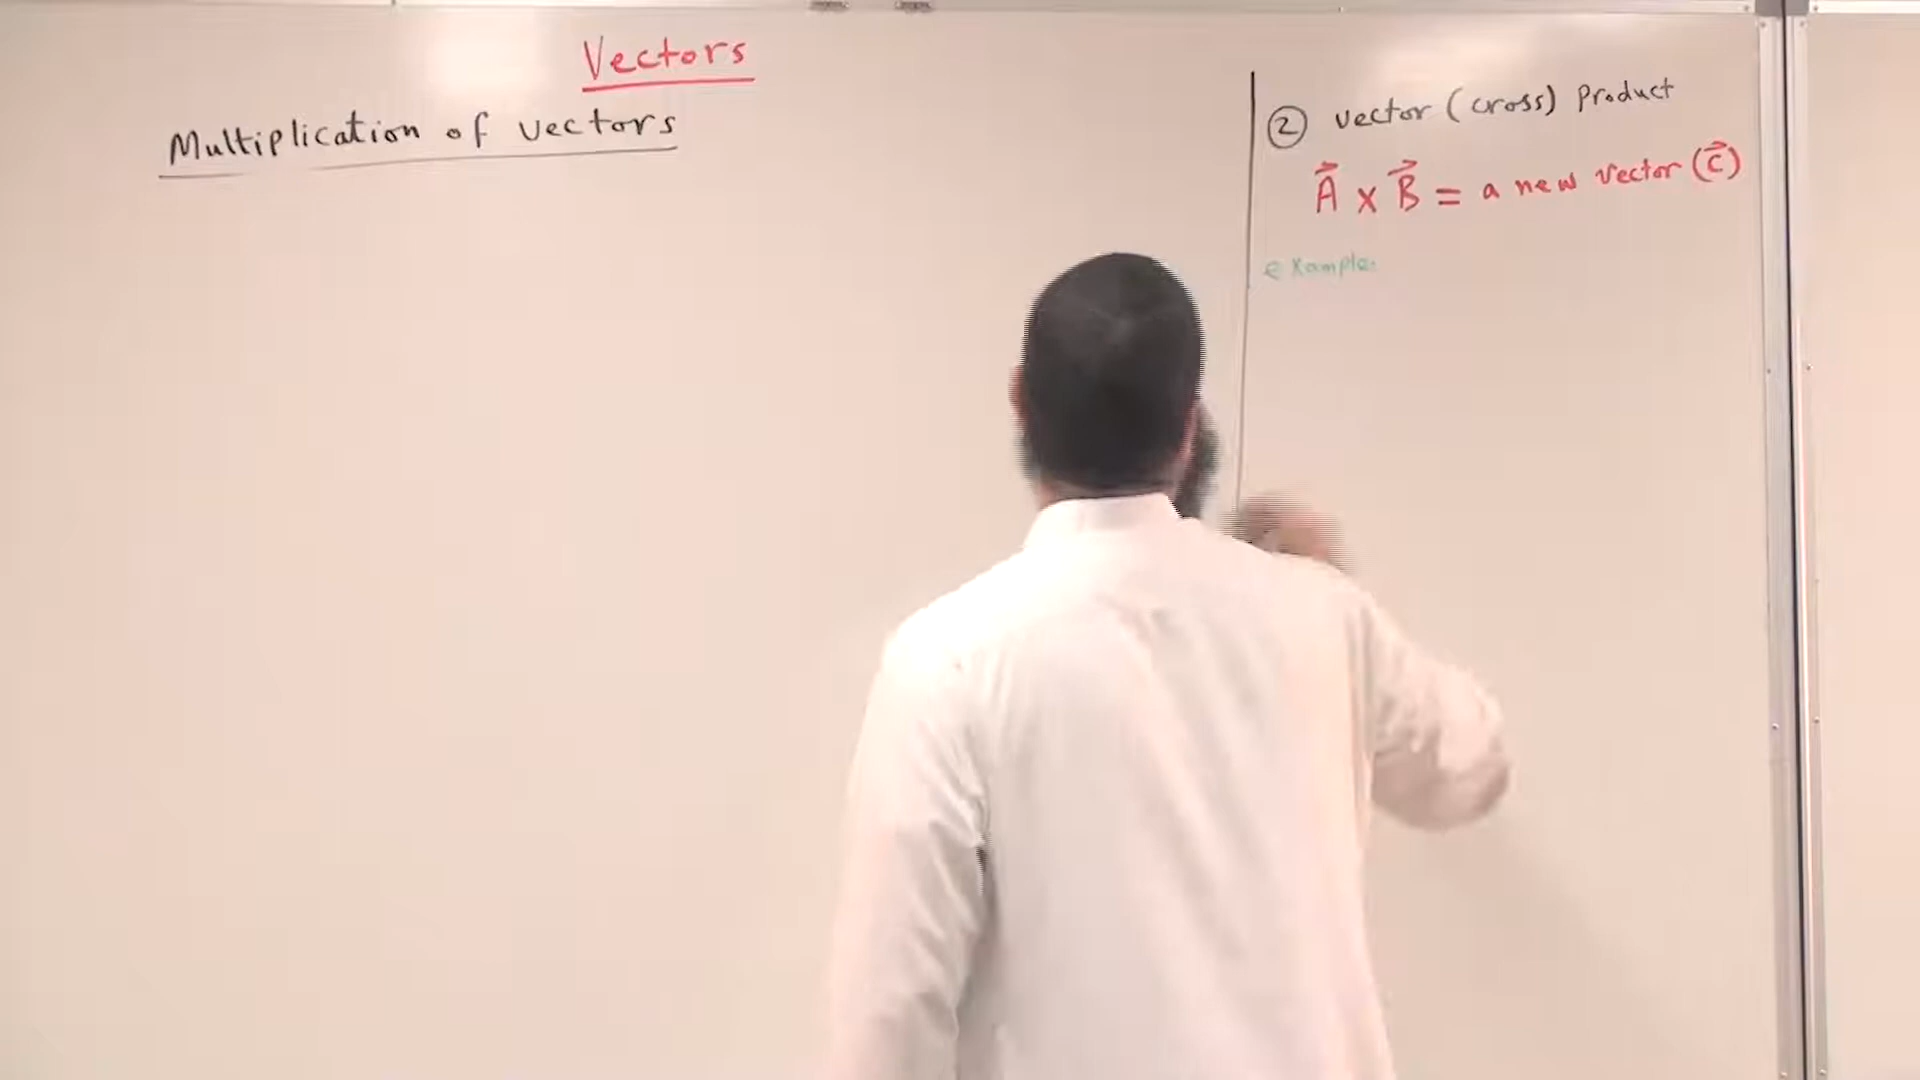 Vectors
Multiplication of vectors
② vector (cross) product
A⃗ × B⃗ = a new vector (C⃗)
example: